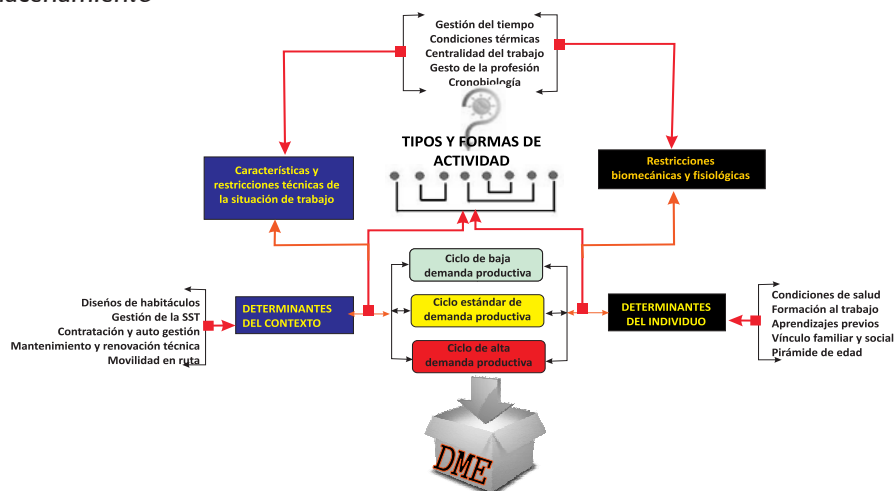 Gestión del tiempo
Condiciones térmicas
Centralidad del trabajo
Gesto de la profesión
Cronobiología
TIPOS Y FORMAS DE
ACTIVIDAD
Características y
restricciones técnicas de
la situación de trabajo
Restricciones
biomecánicas y fisiológicas
Ciclo de baja
demanda productiva
Ciclo estándar de
demanda productiva
Ciclo de alta
demanda productiva
Diseños de habitáculos
Gestión de la SST
Contratación y auto gestión
Mantenimiento y renovación técnica
Movilidad en ruta
DETERMINANTES
DEL CONTEXTO
DETERMINANTES
DEL INDIVIDUO
Condiciones de salud
Formación al trabajo
Aprendizajes previos
Vínculo familiar y social
Pirámide de edad
DME